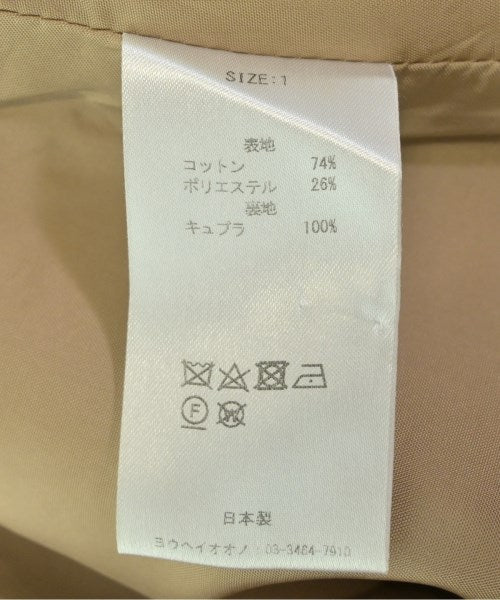 SIZE:1
表地
コットン 74%
ポリエステル 26%
裏地
キュプラ 100%
F
W
日本製
ヨウヘイオオノ:03-3464-7910